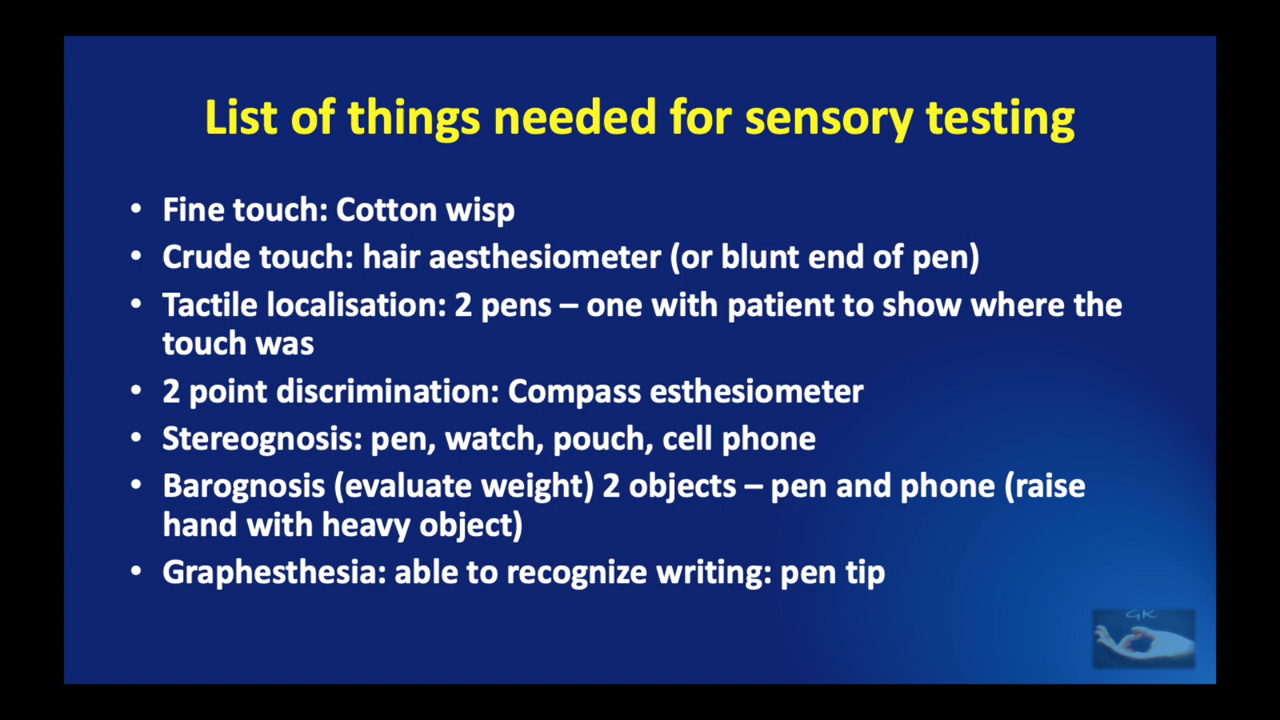 List of things needed for sensory testing
• Fine touch: Cotton wisp
• Crude touch: hair aesthesiometer (or blunt end of pen)
• Tactile localisation: 2 pens – one with patient to show where the
touch was
• 2 point discrimination: Compass esthesiometer
• Stereognosis: pen, watch, pouch, cell phone
• Barognosis (evaluate weight) 2 objects – pen and phone (raise
hand with heavy object)
• Graphesthesia: able to recognize writing: pen tip
GK